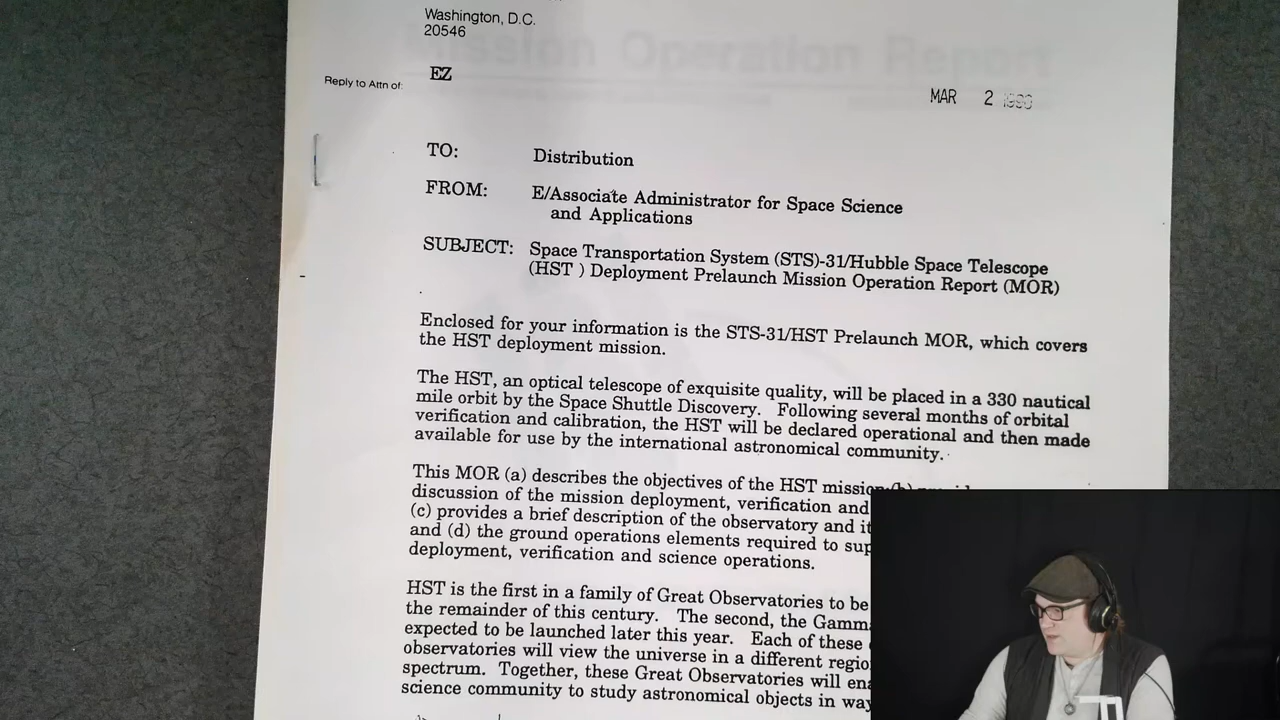 Washington, D.C.
20546
Mission Operation Report
Reply to Attn of:
EZ
MAR 2 1990
TO: Distribution
FROM: E/Associate Administrator for Space Science
and Applications
SUBJECT: Space Transportation System (STS)-31/Hubble Space Telescope
(HST ) Deployment Prelaunch Mission Operation Report (MOR)
Enclosed for your information is the STS-31/HST Prelaunch MOR, which covers
the HST deployment mission.
The HST, an optical telescope of exquisite quality, will be placed in a 330 nautical
mile orbit by the Space Shuttle Discovery. Following several months of orbital
verification and calibration, the HST will be declared operational and then made
available for use by the international astronomical community.
This MOR (a) describes the objectives of the HST mission (b)
discussion of the mission deployment, verification and
(c) provides a brief description of the observatory and
and (d) the ground operations elements required to
deployment, verification and science operations.
HST is the first in a family of Great Observatories to be
the remainder of this century. The second, the
expected to be launched later this year. Each of these
observatories will view the universe in a different
spectrum. Together, these Great Observatories will
science community to study astronomical objects in